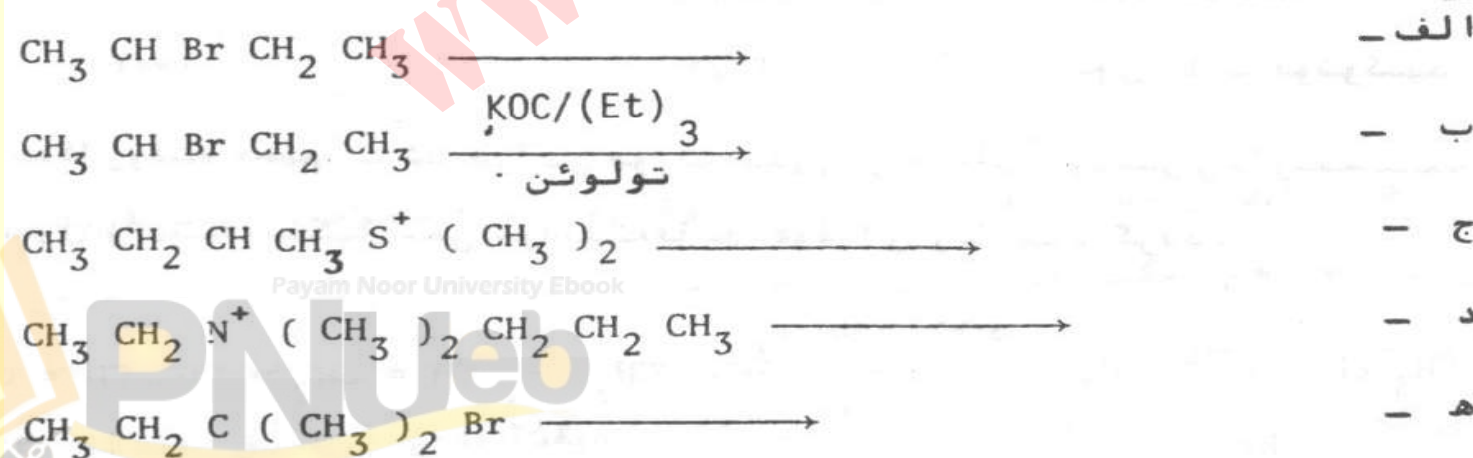 الف - CH₃ CH Br CH₂ CH₃ ⟶
ب - CH₃ CH Br CH₂ CH₃ ⟶ KOC/(Et)₃ تولوئن
ج - CH₃ CH₂ CH CH₃ S⁺ ( CH₃ )₂ ⟶
Payam Noor University Ebook
د - CH₃ CH₂ N⁺ ( CH₃ )₂ CH₂ CH₂ CH₃ ⟶
PNUeb
ه - CH₃ CH₂ C ( CH₃ )₂ Br ⟶